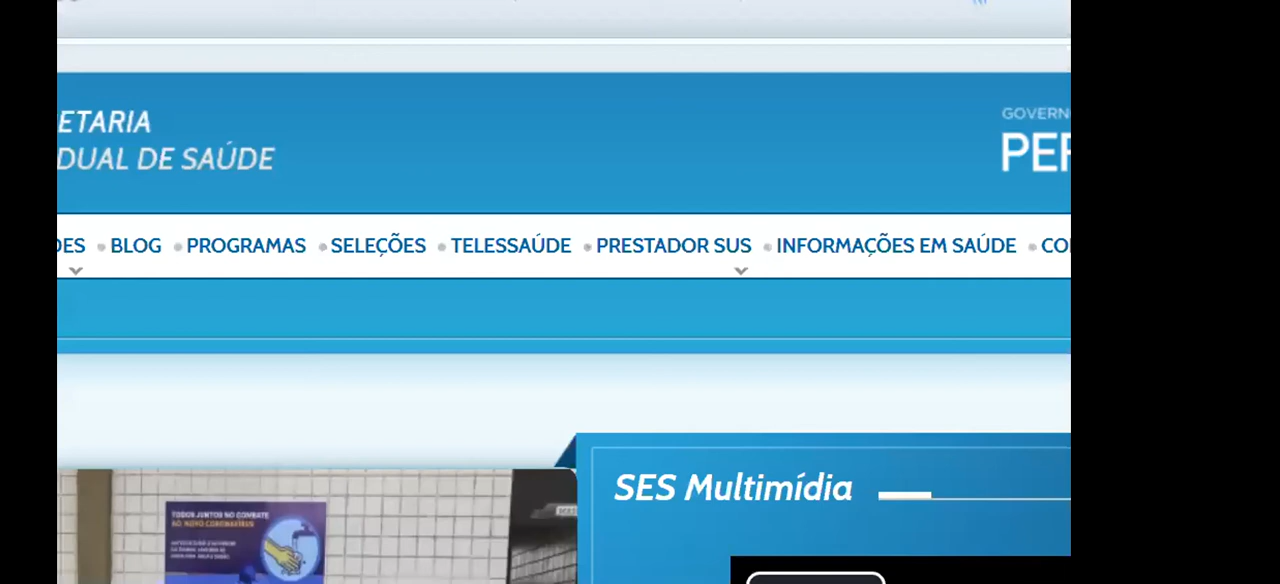 ETARIA
DUAL DE SAÚDE
GOVERN
PER
DES BLOG PROGRAMAS SELEÇÕES TELESSAÚDE PRESTADOR SUS INFORMAÇÕES EM SAÚDE CO
SES Multimídia
TODOS JUNTOS NO COMBATE
AO NOVO CORONAVÍRUS